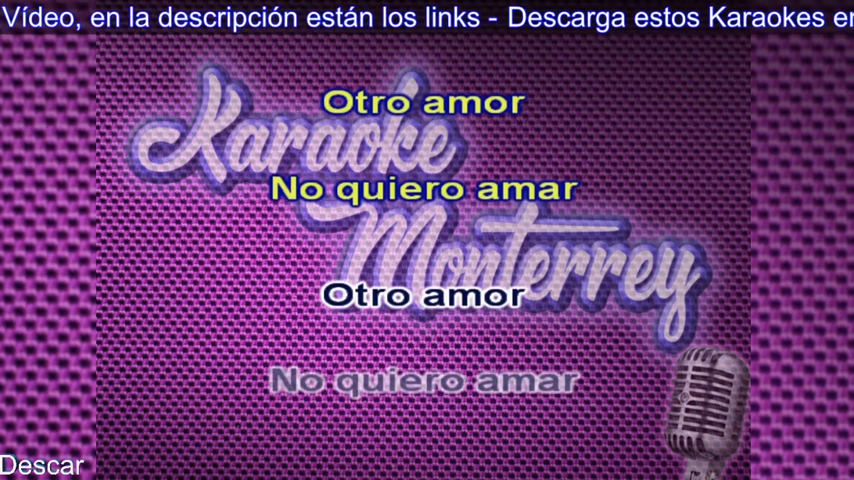 Vídeo, en la descripción están los links - Descarga estos Karaokes en
Otro amor
Karaoke
No quiero amar
Monterrey
Otro amor
No quiero amar
Descar